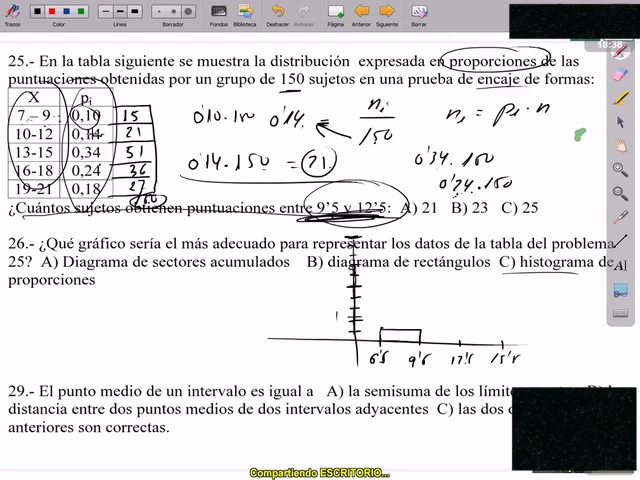 Trazos Color Línea Borrador Fondos Biblioteca Deshacer Rehacer Página Anterior Siguiente Borrar
18:38
25.- En la tabla siguiente se muestra la distribución expresada en proporciones de las
puntuaciones obtenidas por un grupo de 150 sujetos en una prueba de encaje de formas:
X pi
7 – 9 0,10 15
10-12 0,14 21
13-15 0,34 51
16-18 0,24 36
19-21 0,18 27
150
0'14 = ni / 150
ni = pi · n
0'14 · 150 = 21
0'34 · 150
0'24 · 150
¿Cuántos sujetos obtienen puntuaciones entre 9'5 y 12'5: A) 21 B) 23 C) 25
26.- ¿Qué gráfico sería el más adecuado para representar los datos de la tabla del problema
25? A) Diagrama de sectores acumulados B) diagrama de rectángulos C) histograma de
proporciones
6'5 9'5 12'5 15'5
29.- El punto medio de un intervalo es igual a A) la semisuma de los límites
distancia entre dos puntos medios de dos intervalos adyacentes C) las dos
anteriores son correctas.
Compartiendo ESCRITORIO...